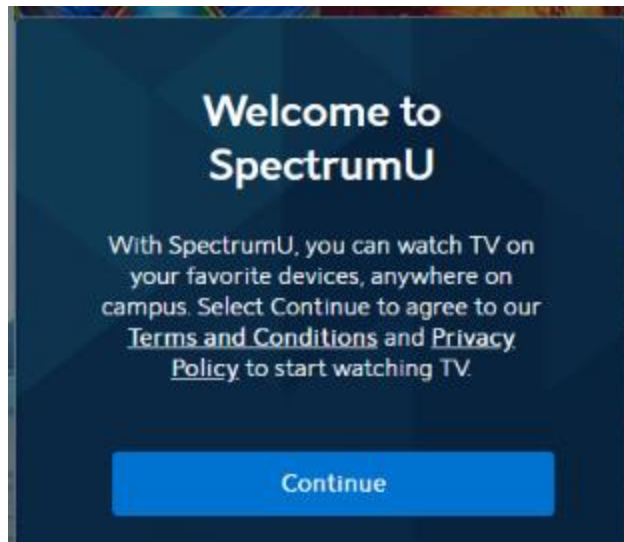 Welcome to
SpectrumU
With SpectrumU, you can watch TV on
your favorite devices, anywhere on
campus. Select Continue to agree to our
Terms and Conditions and Privacy
Policy to start watching TV.
Continue